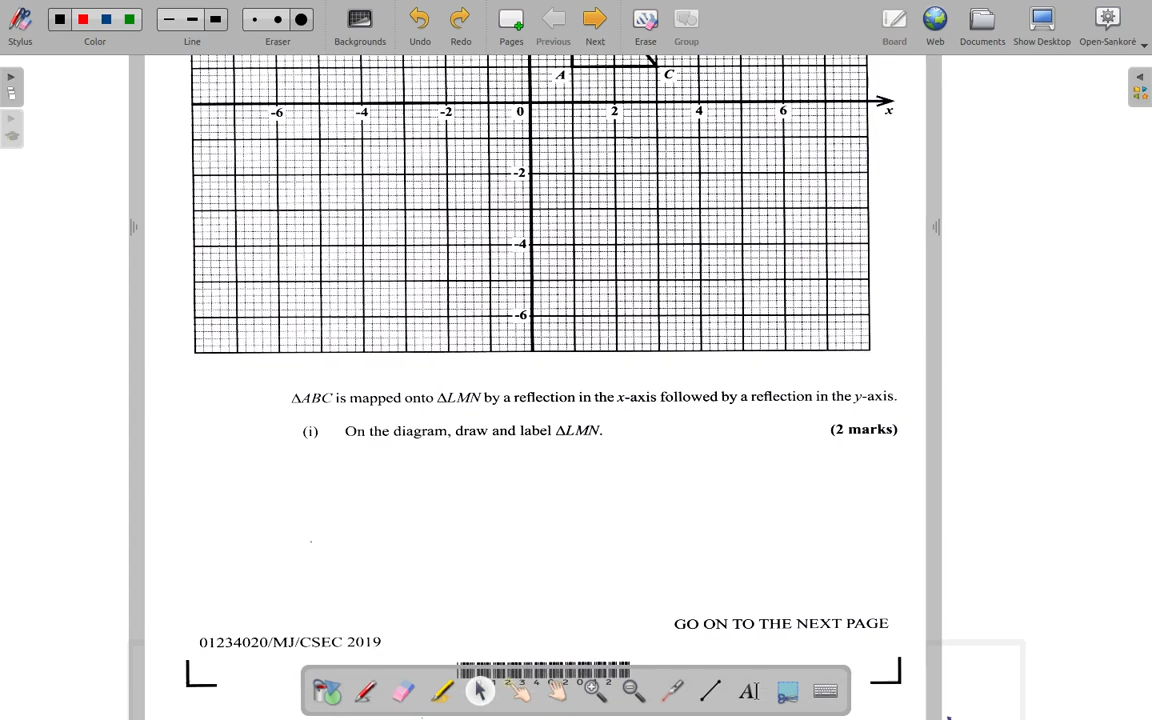 Stylus Color Line Eraser Backgrounds Undo Redo Pages Previous Next Erase Group Board Web Documents Show Desktop Open-Sankoré
A C
-6 -4 -2 0 2 4 6 x
-2
-4
-6
ΔABC is mapped onto ΔLMN by a reflection in the x-axis followed by a reflection in the y-axis.
(i) On the diagram, draw and label ΔLMN. (2 marks)
GO ON TO THE NEXT PAGE
01234020/MJ/CSEC 2019